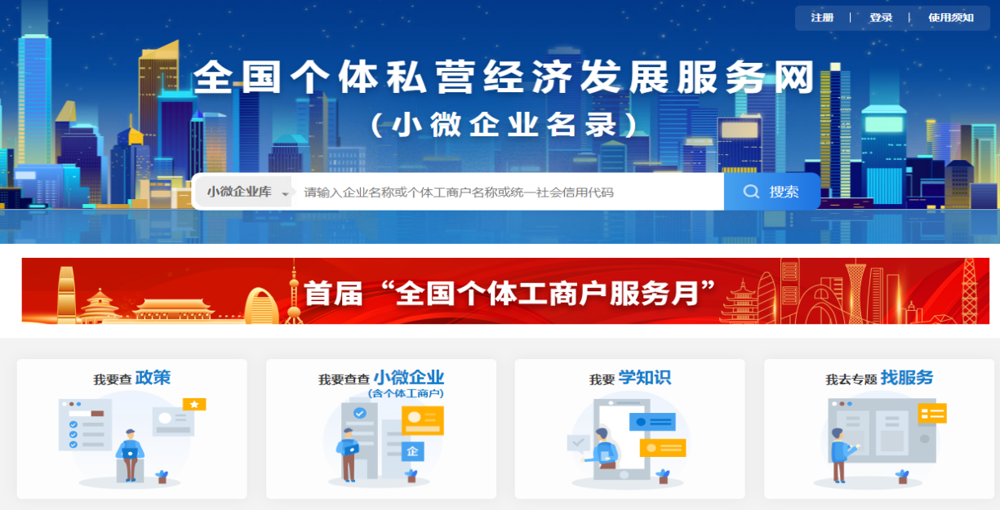 注册 | 登录 | 使用须知
全国个体私营经济发展服务网
（小微企业名录）
小微企业库 请输入企业名称或个体工商户名称或统一社会信用代码 搜索
首届“全国个体工商户服务月”
我要查 政策
我要查查 小微企业
(含个体工商户)
企
我要 学知识
我去专题 找服务